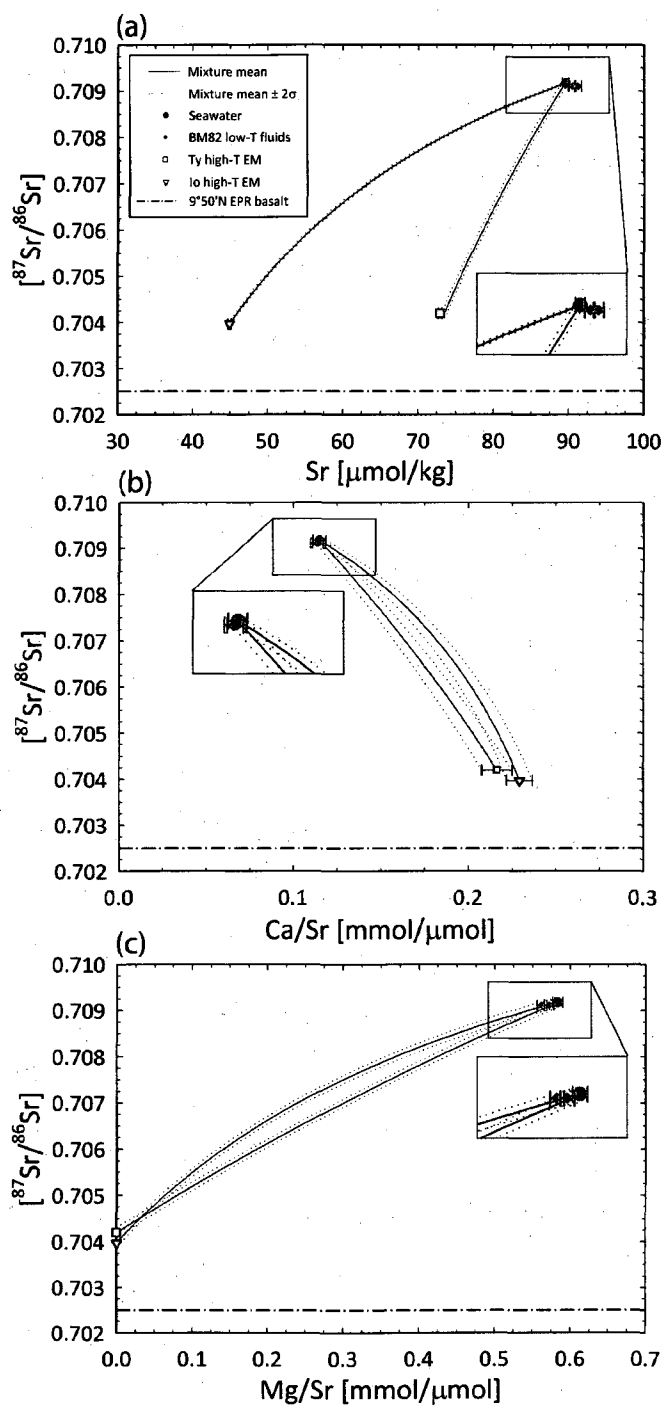 (a)
0.710
0.709
0.708
0.707
0.706
0.705
0.704
0.703
0.702
[⁸⁷Sr/⁸⁶Sr]
Mixture mean
Mixture mean ± 2σ
Seawater
BM82 low-T fluids
Ty high-T EM
Io high-T EM
9°50'N EPR basalt
30 40 50 60 70 80 90 100
Sr [μmol/kg]
(b)
0.710
0.709
0.708
0.707
0.706
0.705
0.704
0.703
0.702
[⁸⁷Sr/⁸⁶Sr]
0.0 0.1 0.2 0.3
Ca/Sr [mmol/μmol]
(c)
0.710
0.709
0.708
0.707
0.706
0.705
0.704
0.703
0.702
[⁸⁷Sr/⁸⁶Sr]
0.0 0.1 0.2 0.3 0.4 0.5 0.6 0.7
Mg/Sr [mmol/μmol]